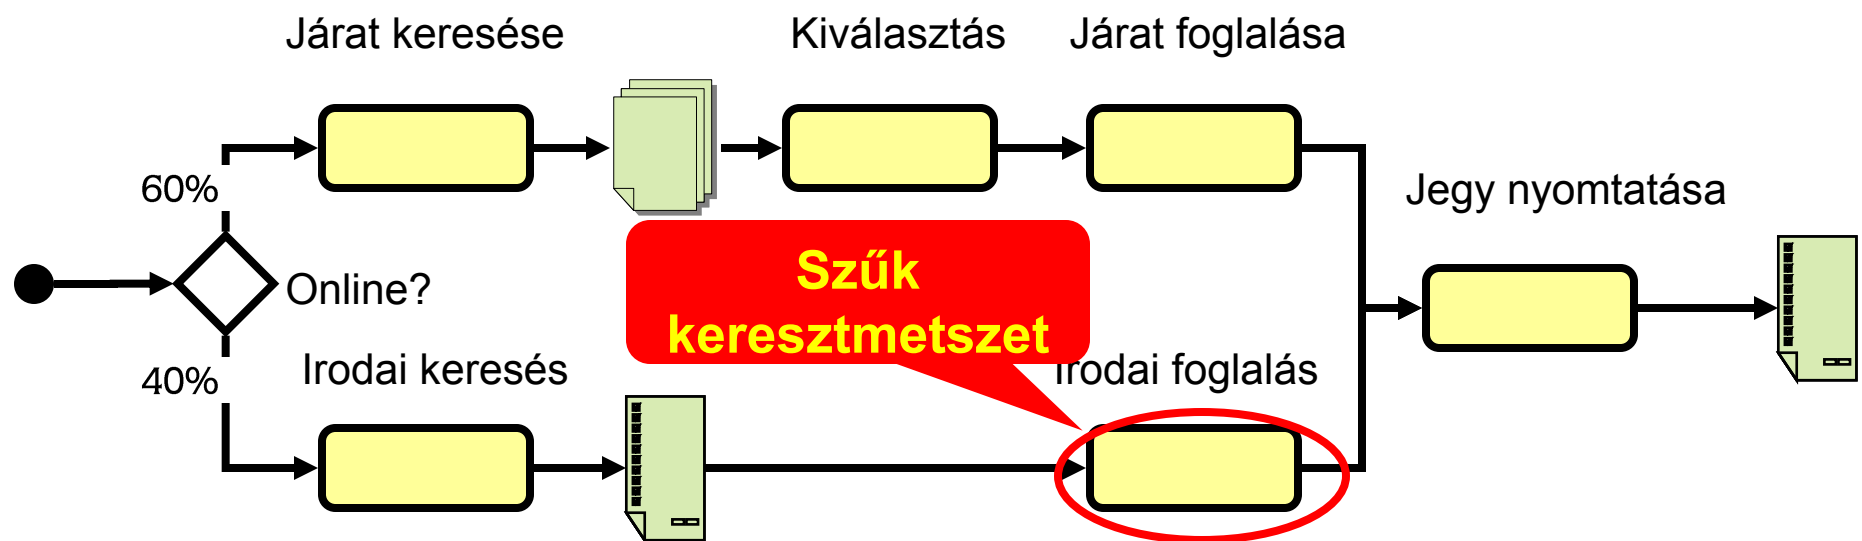 Járat keresése
Kiválasztás
Járat foglalása
60%
Jegy nyomtatása
Szűk
keresztmetszet
Online?
40%
Irodai keresés
Irodai foglalás